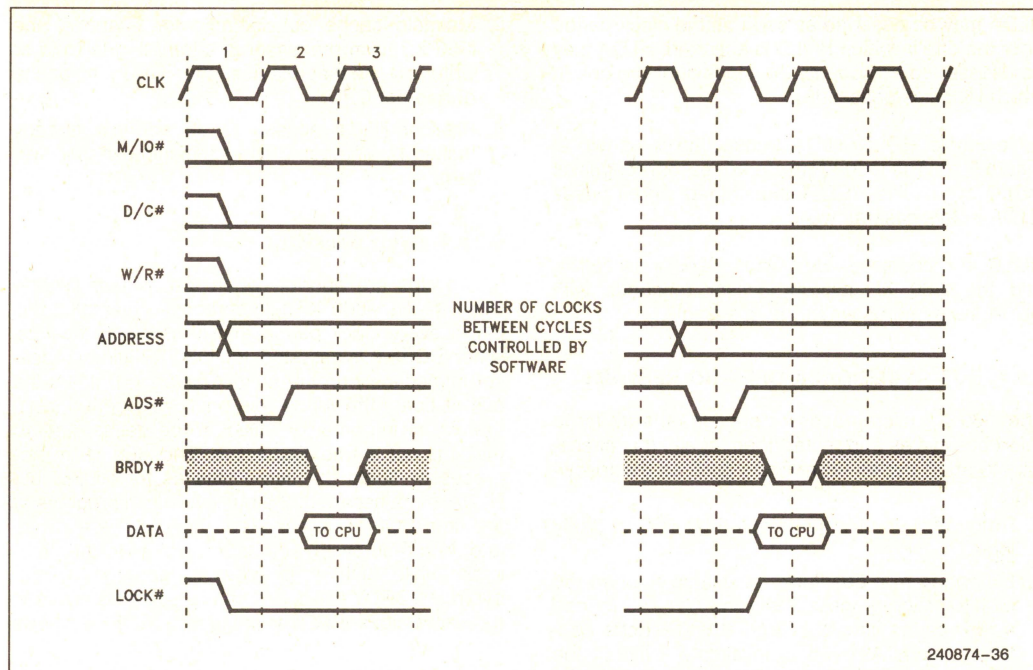 1 2 3
CLK
M/IO#
D/C#
W/R#
ADDRESS
NUMBER OF CLOCKS
BETWEEN CYCLES
CONTROLLED BY
SOFTWARE
ADS#
BRDY#
DATA
TO CPU
TO CPU
LOCK#
240874-36